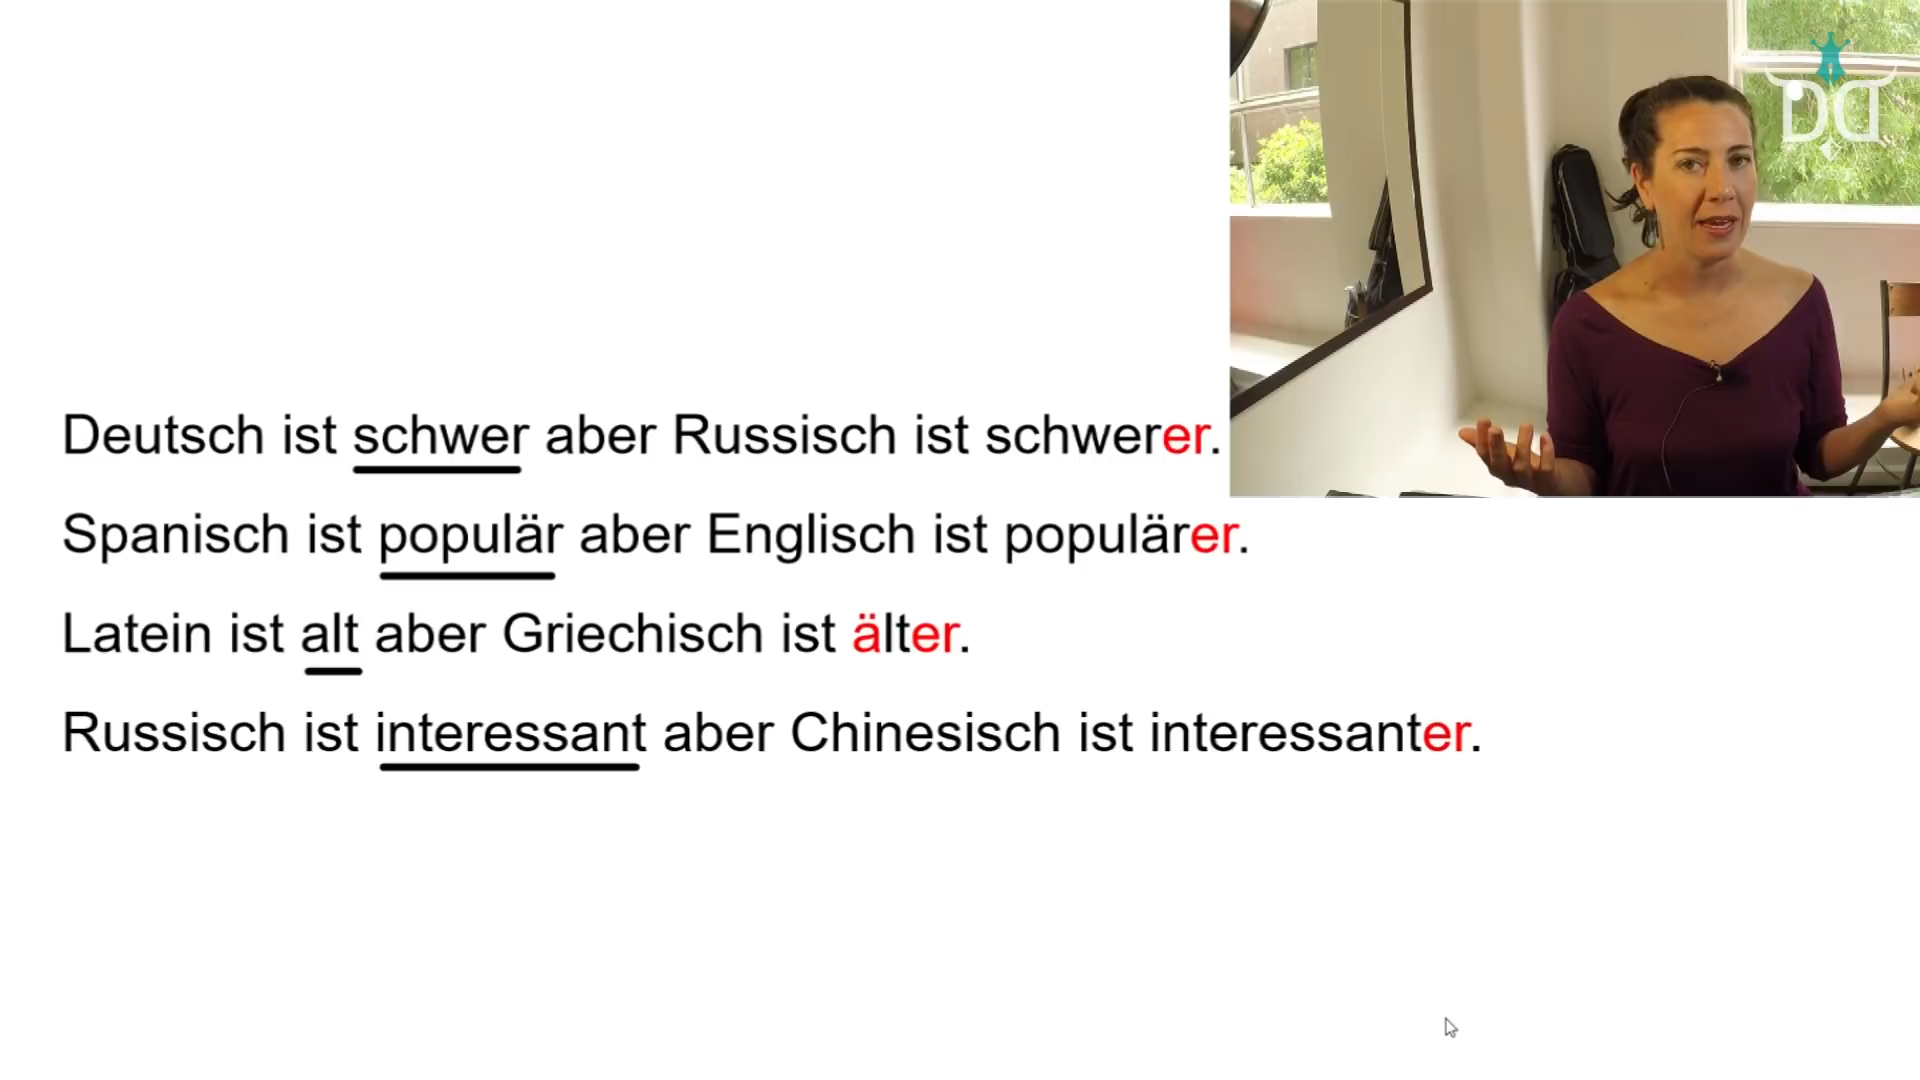 Deutsch ist schwer aber Russisch ist schwerer.
Spanisch ist populär aber Englisch ist populärer.
Latein ist alt aber Griechisch ist älter.
Russisch ist interessant aber Chinesisch ist interessanter.